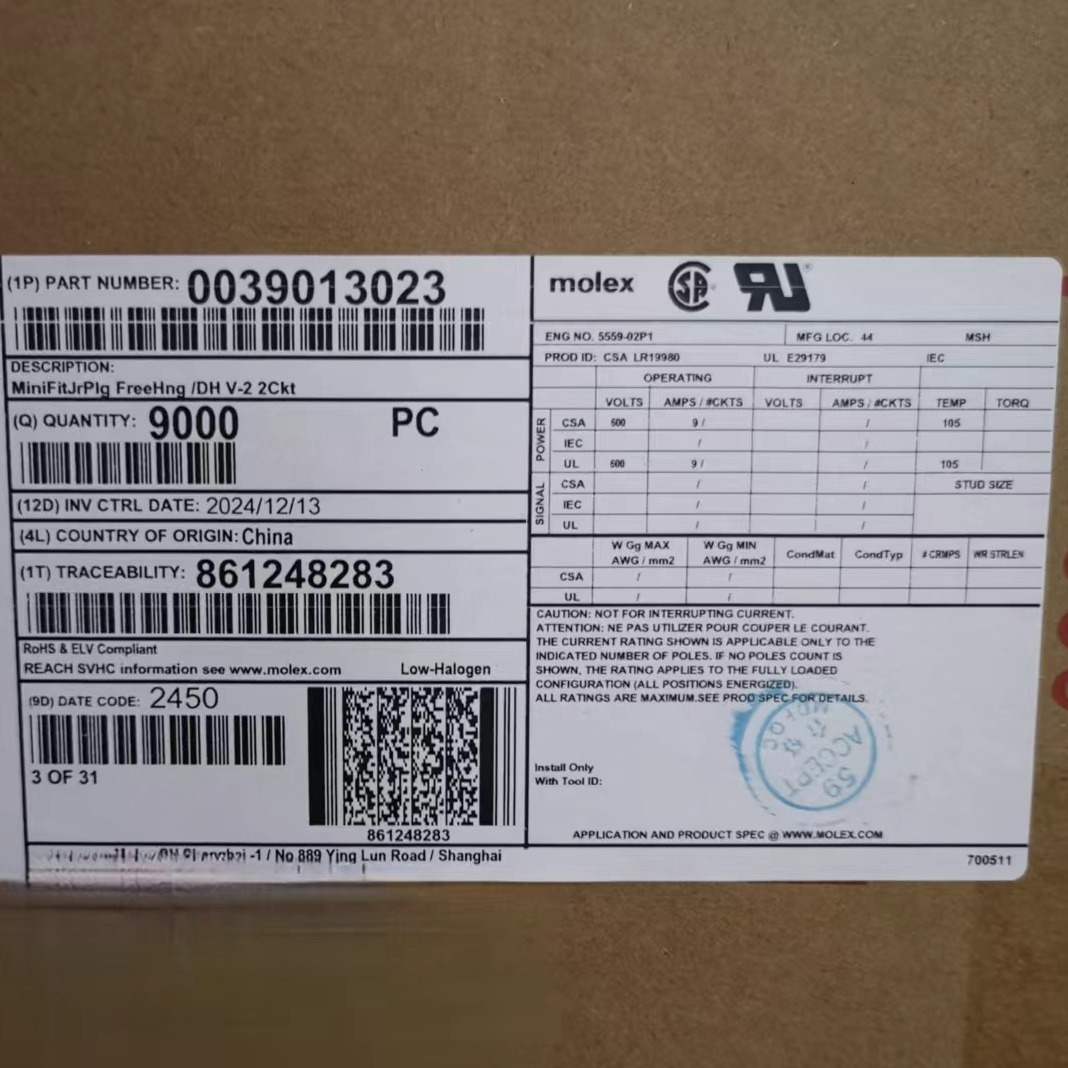 (1P) PART NUMBER: 0039013023
DESCRIPTION:
MiniFitJrPlg FreeHng /DH V-2 2Ckt
(Q) QUANTITY: 9000 PC
(12D) INV CTRL DATE: 2024/12/13
(4L) COUNTRY OF ORIGIN: China
(1T) TRACEABILITY: 861248283
RoHS & ELV Compliant
REACH SVHC information see www.molex.com Low-Halogen
(9D) DATE CODE: 2450
3 OF 31
861248283
-1 / No 889 Ying Lun Road / Shanghai
molex
ENG NO. 5559-02P1 MFG LOC. 44 MSH
PROD ID: CSA LR19980 UL E29179 IEC
OPERATING INTERRUPT
VOLTS AMPS / #CKTS VOLTS AMPS / #CKTS TEMP TORQ
POWER
CSA 600 9 / / 105
IEC / /
UL 600 9 / / 105
SIGNAL
CSA / / STUD SIZE
IEC / /
UL / /
W Gg MAX W Gg MIN
AWG / mm2 AWG / mm2 CondMat CondTyp # CRMPS WR STRLEN
CSA / /
UL / /
CAUTION: NOT FOR INTERRUPTING CURRENT.
ATTENTION: NE PAS UTILIZER POUR COUPER LE COURANT.
THE CURRENT RATING SHOWN IS APPLICABLE ONLY TO THE
INDICATED NUMBER OF POLES. IF NO POLES COUNT IS
SHOWN, THE RATING APPLIES TO THE FULLY LOADED
CONFIGURATION (ALL POSITIONS ENERGIZED).
ALL RATINGS ARE MAXIMUM.SEE PROD SPEC FOR DETAILS.
ACCEPT
59
Install Only
With Tool ID:
APPLICATION AND PRODUCT SPEC @ WWW.MOLEX.COM
700511